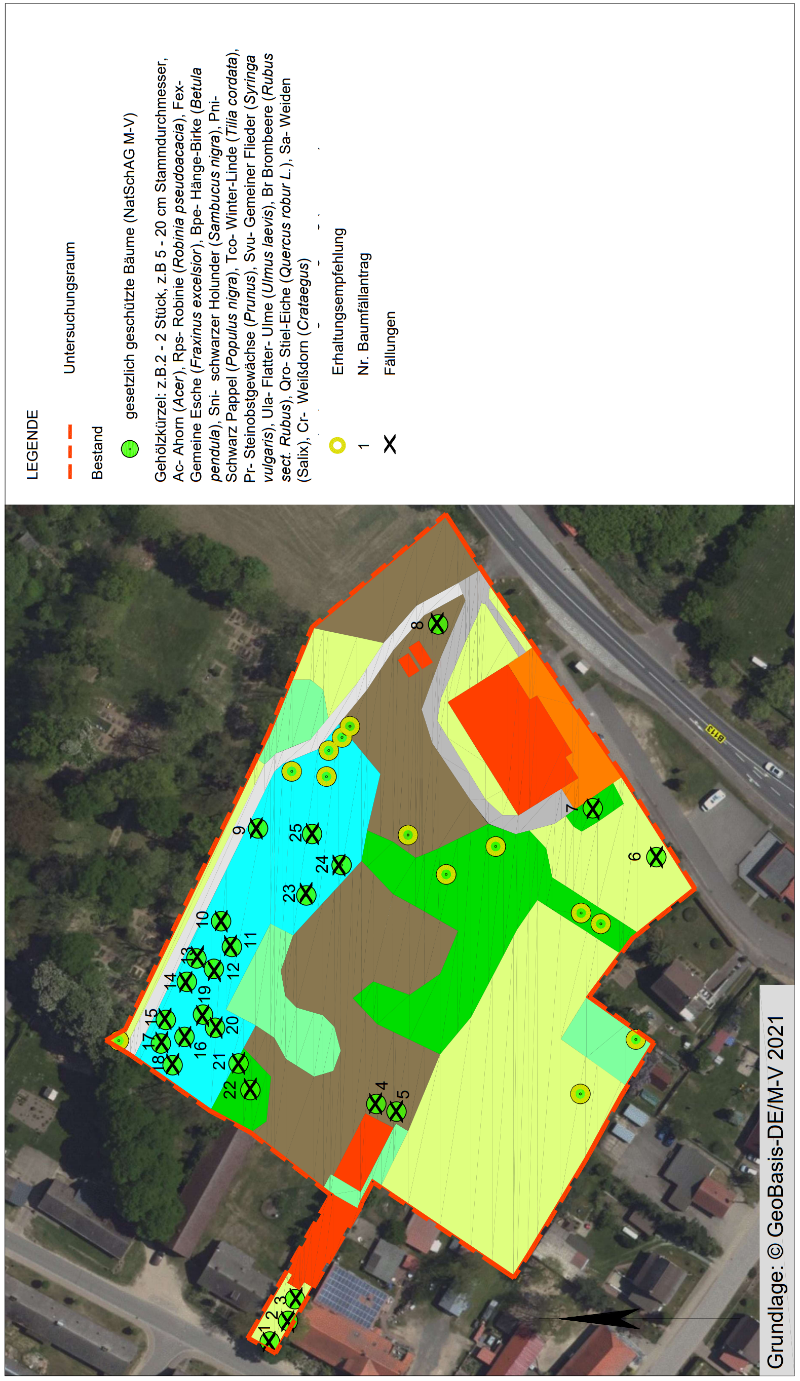 LEGENDE
Untersuchungsraum
Bestand
gesetzlich geschützte Bäume (NatSchAG M-V)
Gehölzkürzel: z.B.2 - 2 Stück, z.B 5 - 20 cm Stammdurchmesser,
Ac- Ahorn (Acer), Rps- Robinie (Robinia pseudoacacia), Fex-
Gemeine Esche (Fraxinus excelsior), Bpe- Hänge-Birke (Betula
pendula), Sni- schwarzer Holunder (Sambucus nigra), Pni-
Schwarz Pappel (Populus nigra), Tco- Winter-Linde (Tilia cordata),
Pr- Steinobstgewächse (Prunus), Svu- Gemeiner Flieder (Syringa
vulgaris), Ula- Flatter- Ulme (Ulmus laevis), Br Brombeere (Rubus
sect. Rubus), Qro- Stiel-Eiche (Quercus robur L.), Sa- Weiden
(Salix), Cr- Weißdorn (Crataegus)
Erhaltungsempfehlung
1 Nr. Baumfällantrag
Fällungen
1
2
3
4
5
6
7
8
9
10
11
12
13
14
15
16
17
18
19
20
21
22
23
24
25
B113
Grundlage: © GeoBasis-DE/M-V 2021